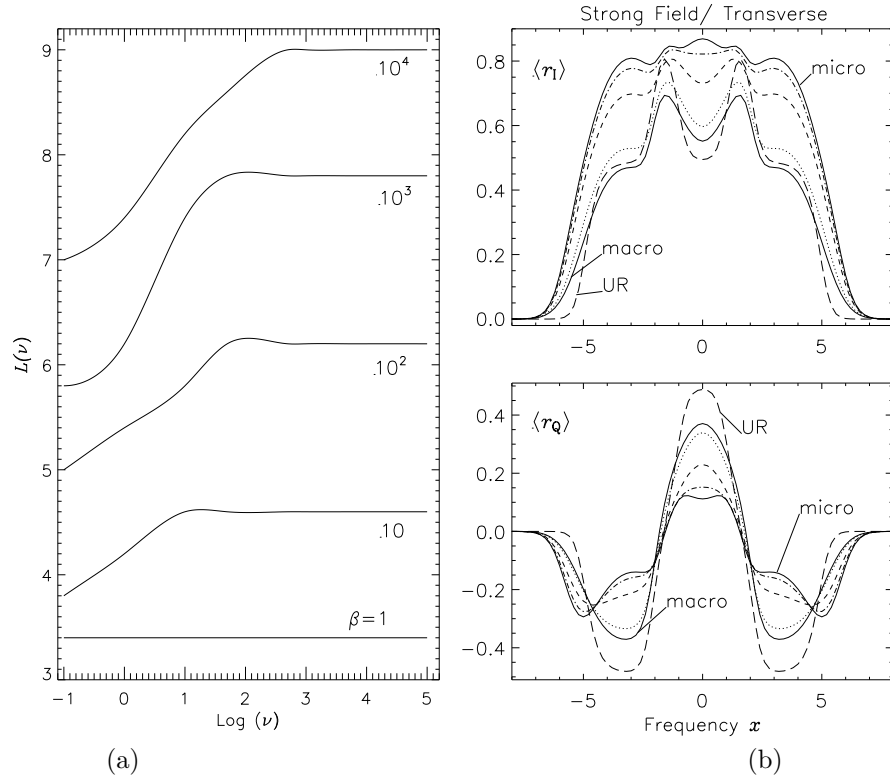 9
8
7
6
5
4
3
L(ν)
.10⁴
.10³
.10²
.10
β=1
−1 0 1 2 3 4 5
Log (ν)
(a)
Strong Field/ Transverse
0.8
0.6
0.4
0.2
0.0
⟨r_I⟩
micro
macro
UR
−5 0 5
0.4
0.2
0.0
−0.2
−0.4
⟨r_Q⟩
UR
micro
macro
−5 0 5
Frequency x
(b)